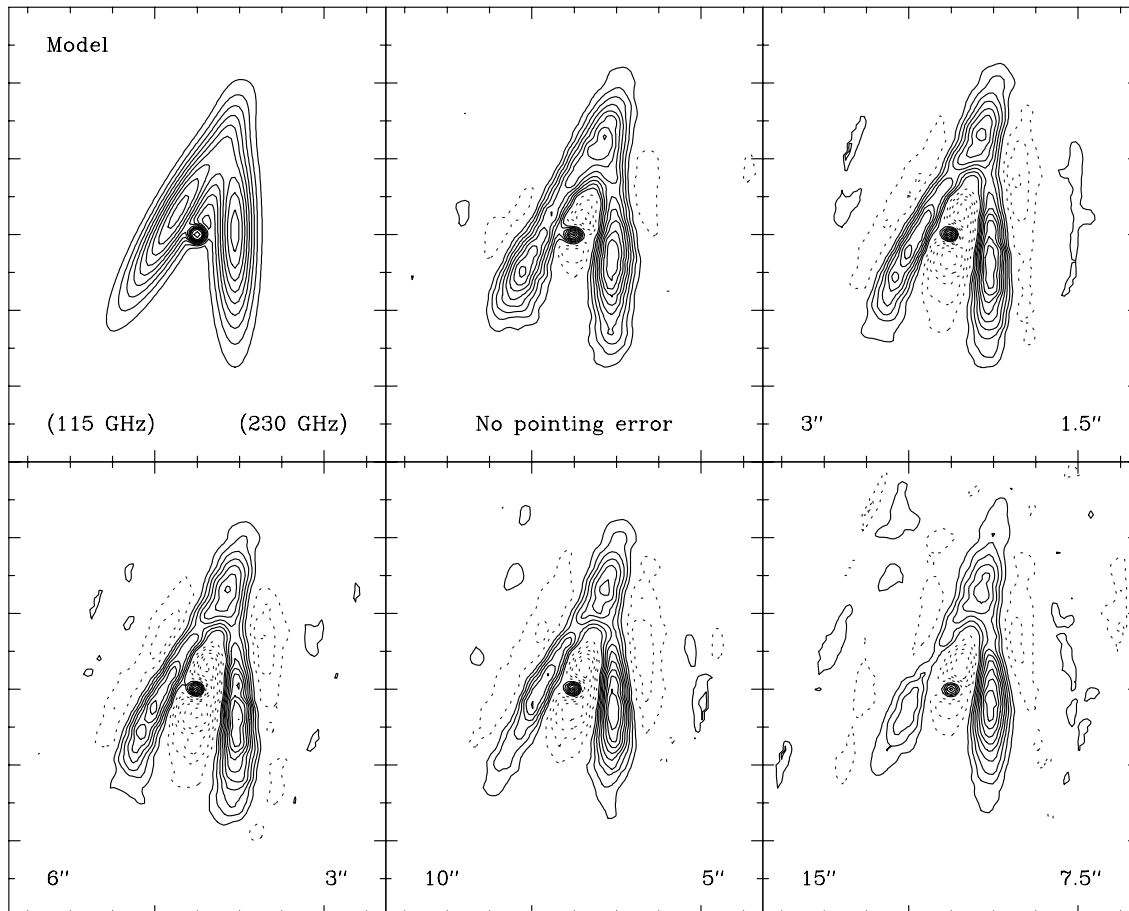 Model
(115 GHz) (230 GHz)
No pointing error
3″ 1.5″
6″ 3″
10″ 5″
15″ 7.5″